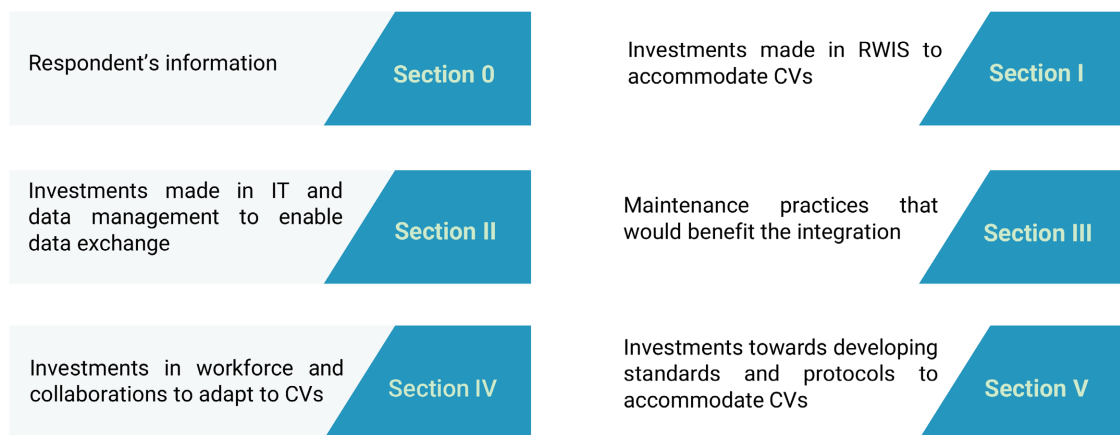 Respondent’s information
Section 0
Investments made in RWIS to
accommodate CVs
Section I
Investments made in IT and
data management to enable
data exchange
Section II
Maintenance practices that
would benefit the integration
Section III
Investments in workforce and
collaborations to adapt to CVs
Section IV
Investments towards developing
standards and protocols to
accommodate CVs
Section V